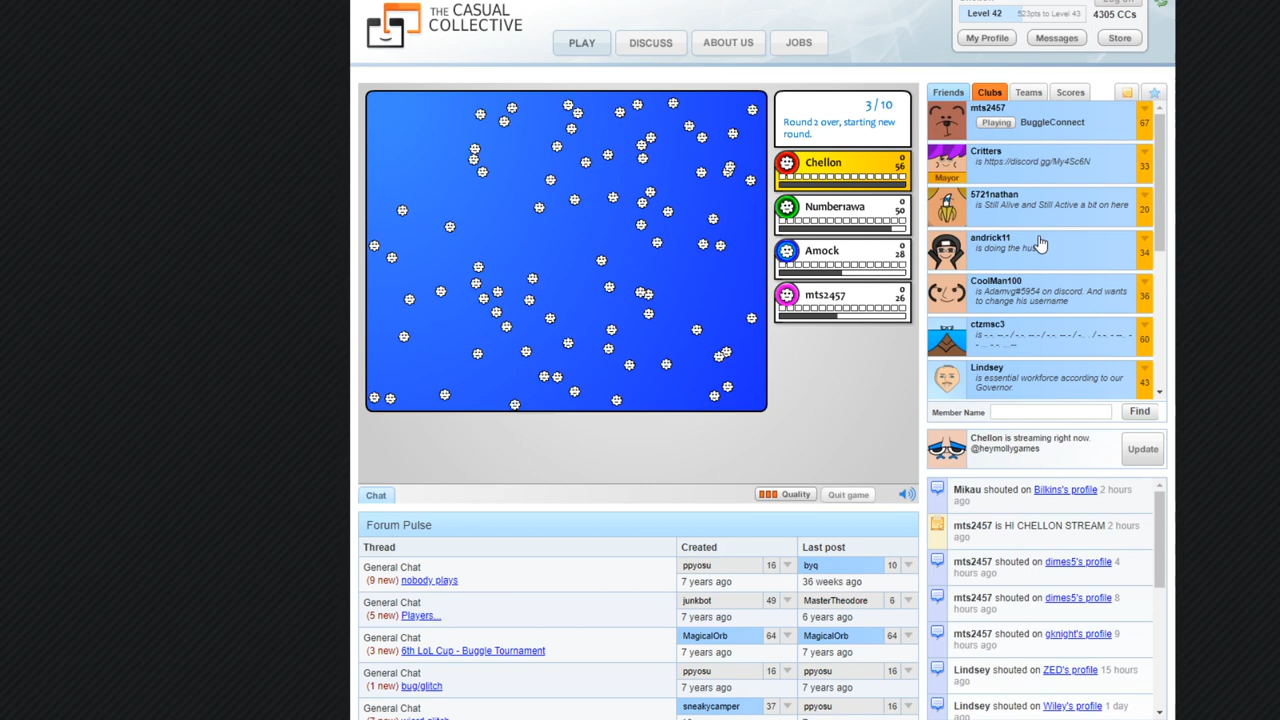 THE CASUAL
COLLECTIVE
PLAY
DISCUSS
ABOUT US
JOBS
Level 42
523pts to Level 43
4305 CCs
My Profile
Messages
Store
3/10
Round 2 over, starting new
round.
Chellon
0
56
Number1awa
0
50
Amock
0
28
mts2457
0
26
Friends
Clubs
Teams
Scores
mts2457
Playing BuggleConnect
67
Critters
is https://discord.gg/My4Sc6N
Mayor
33
5721nathan
is Still Alive and Still Active a bit on here
20
andrick11
is doing the
34
CoolMan100
is Adamvg#5954 on discord. And wants
to change his username
36
ctzmsc3
60
Lindsey
is essential workforce according to our
Governor.
43
Member Name
Find
Chellon is streaming right now.
@heymollygames
Update
Chat
Quality
Quit game
Mikau shouted on Bilkins's profile 2 hours
ago
mts2457 is HI CHELLON STREAM 2 hours
ago
mts2457 shouted on dimes5's profile 4
hours ago
mts2457 shouted on dimes5's profile 8
hours ago
mts2457 shouted on gknight's profile 9
hours ago
Lindsey shouted on ZED's profile 15 hours
ago
Lindsey shouted on Wiley's profile 1 day
Forum Pulse
Thread
Created
Last post
General Chat
(9 new) nobody plays
ppyosu 16
7 years ago
byq 10
36 weeks ago
General Chat
(5 new) Players...
junkbot 49
7 years ago
MasterTheodore 6
6 years ago
General Chat
(3 new) 6th LoL Cup - Buggle Tournament
MagicalOrb 64
7 years ago
MagicalOrb 64
7 years ago
General Chat
(1 new) bug/glitch
ppyosu 16
7 years ago
ppyosu 16
7 years ago
General Chat
sneakycamper 37
ppyosu 16